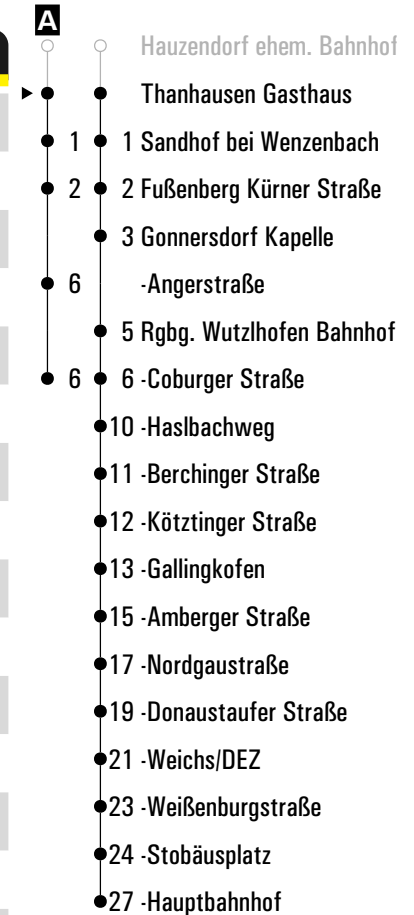 A
Hauzendorf ehem. Bahnhof
Thanhausen Gasthaus
1 1 Sandhof bei Wenzenbach
2 2 Fußenberg Kürner Straße
3 Gonnersdorf Kapelle
6 -Angerstraße
5 Rgbg. Wutzlhofen Bahnhof
6 6 -Coburger Straße
10 -Haslbachweg
11 -Berchinger Straße
12 -Kötztinger Straße
13 -Gallingkofen
15 -Amberger Straße
17 -Nordgaustraße
19 -Donaustaufer Straße
21 -Weichs/DEZ
23 -Weißenburgstraße
24 -Stobäusplatz
27 -Hauptbahnhof